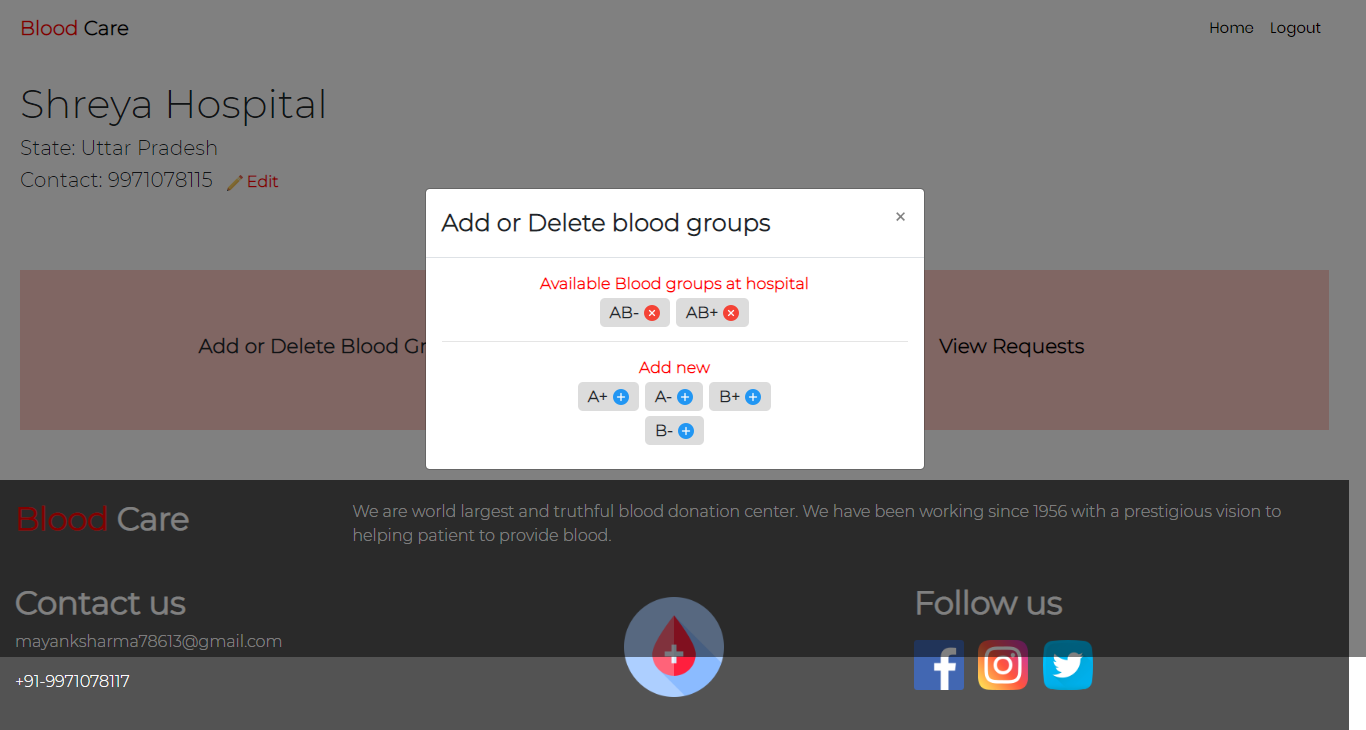 Blood Care
Home Logout
Shreya Hospital
State: Uttar Pradesh
Contact: 9971078115 Edit
Add or Delete blood groups ×
Available Blood groups at hospital
AB- AB+
Add new
A+ A- B+
B-
Add or Delete Blood Gr
View Requests
Blood Care
We are world largest and truthful blood donation center. We have been working since 1956 with a prestigious vision to
helping patient to provide blood.
Contact us
mayanksharma78613@gmail.com
+91-9971078117
Follow us